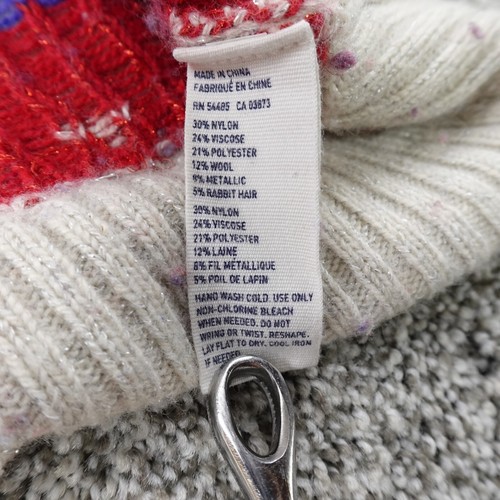 MADE IN CHINA
FABRIQUÉ EN CHINE
RN 54485 CA 03873
30% NYLON
24% VISCOSE
21% POLYESTER
12% WOOL
8% METALLIC
5% RABBIT HAIR
30% NYLON
24% VISCOSE
21% POLYESTER
12% LAINE
8% FIL MÉTALLIQUE
5% POIL DE LAPIN
HAND WASH COLD. USE ONLY
NON-CHLORINE BLEACH
WHEN NEEDED. DO NOT
WRING OR TWIST. RESHAPE.
LAY FLAT TO DRY. COOL IRON
IF NEEDED.